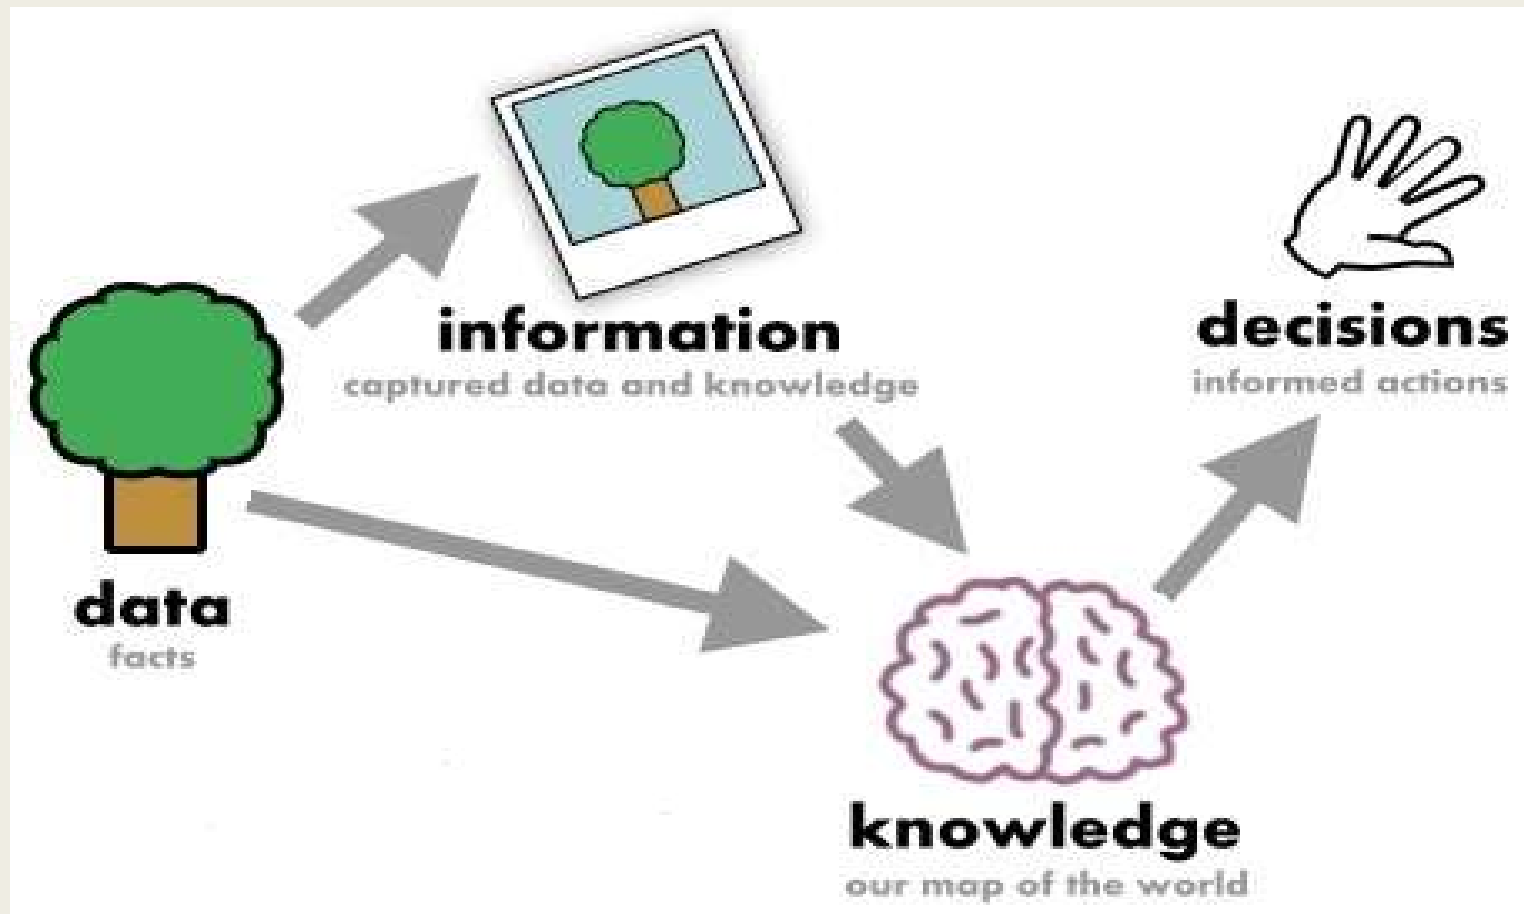 information
captured data and knowledge
decisions
informed actions
data
facts
knowledge
our map of the world